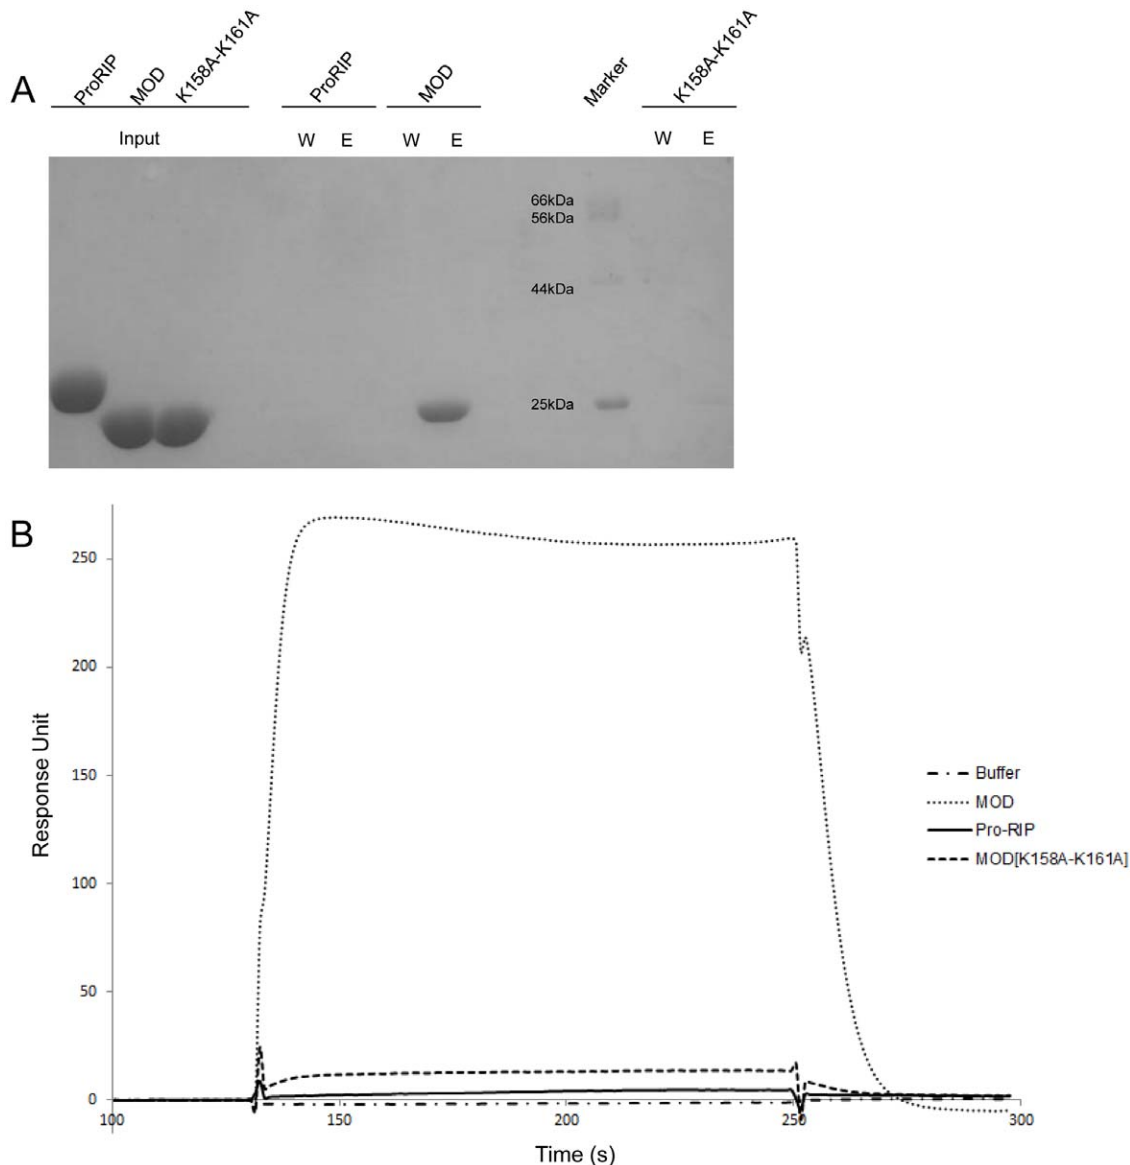 A
ProRIP
MOD
K158A-K161A
ProRIP
MOD
Marker
K158A-K161A
Input
W E
W E
W E
66kDa
56kDa
44kDa
25kDa
B
Response Unit
250
200
150
100
50
0
100 150 200 250 300
Time (s)
Buffer
MOD
Pro-RIP
MOD[K158A-K161A]